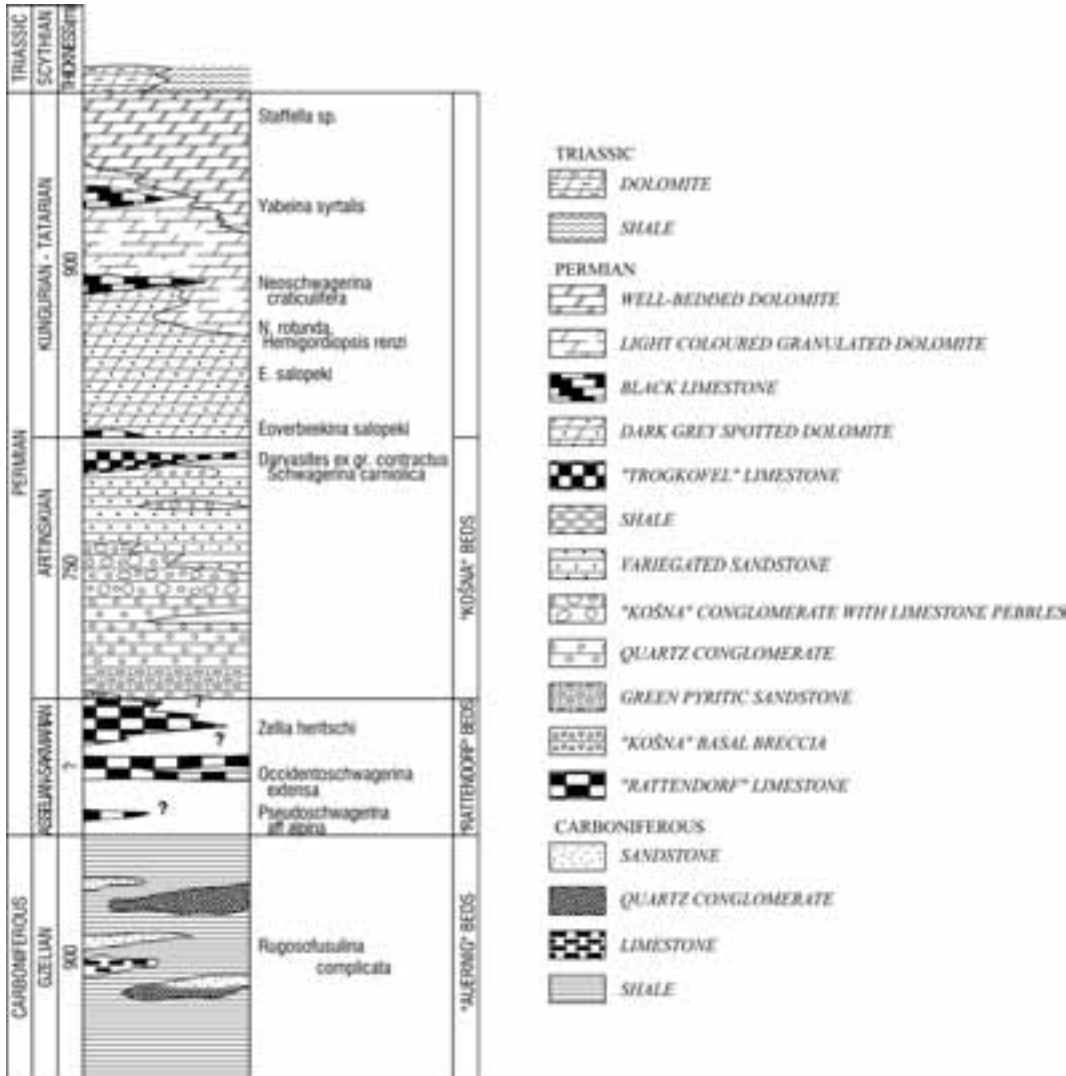 TRIASSIC
SCYTHIAN
Staffella sp.
Yabeina syrtalis
Neoschwagerina
craticulifera
N. rotunda
Hemigordiopsis renzi
E. salopeki
Eoverbeekina salopeki
KUNGURIAN - TATARIAN
900
PERMIAN
Darvasites ex gr. contractus
Schwagerina carniolica
ARTINSKIAN
750
"KOŠNA" BEDS
?
Zellia heritschi
?
Occidentoschwagerina
extensa
?
Pseudoschwagerina
aff alpina
ASSELIAN-SAKMARIAN
?
"RATTENDORF" BEDS
Rugosofusulina
complicata
CARBONIFEROUS
GZELIAN
900
"AUERNIG" BEDS
TRIASSIC
DOLOMITE
SHALE
PERMIAN
WELL-BEDDED DOLOMITE
LIGHT COLOURED GRANULATED DOLOMITE
BLACK LIMESTONE
DARK GREY SPOTTED DOLOMITE
"TROGKOFEL" LIMESTONE
SHALE
VARIEGATED SANDSTONE
"KOŠNA" CONGLOMERATE WITH LIMESTONE PEBBLES
QUARTZ CONGLOMERATE
GREEN PYRITIC SANDSTONE
"KOŠNA" BASAL BRECCIA
"RATTENDORF" LIMESTONE
CARBONIFEROUS
SANDSTONE
QUARTZ CONGLOMERATE
LIMESTONE
SHALE